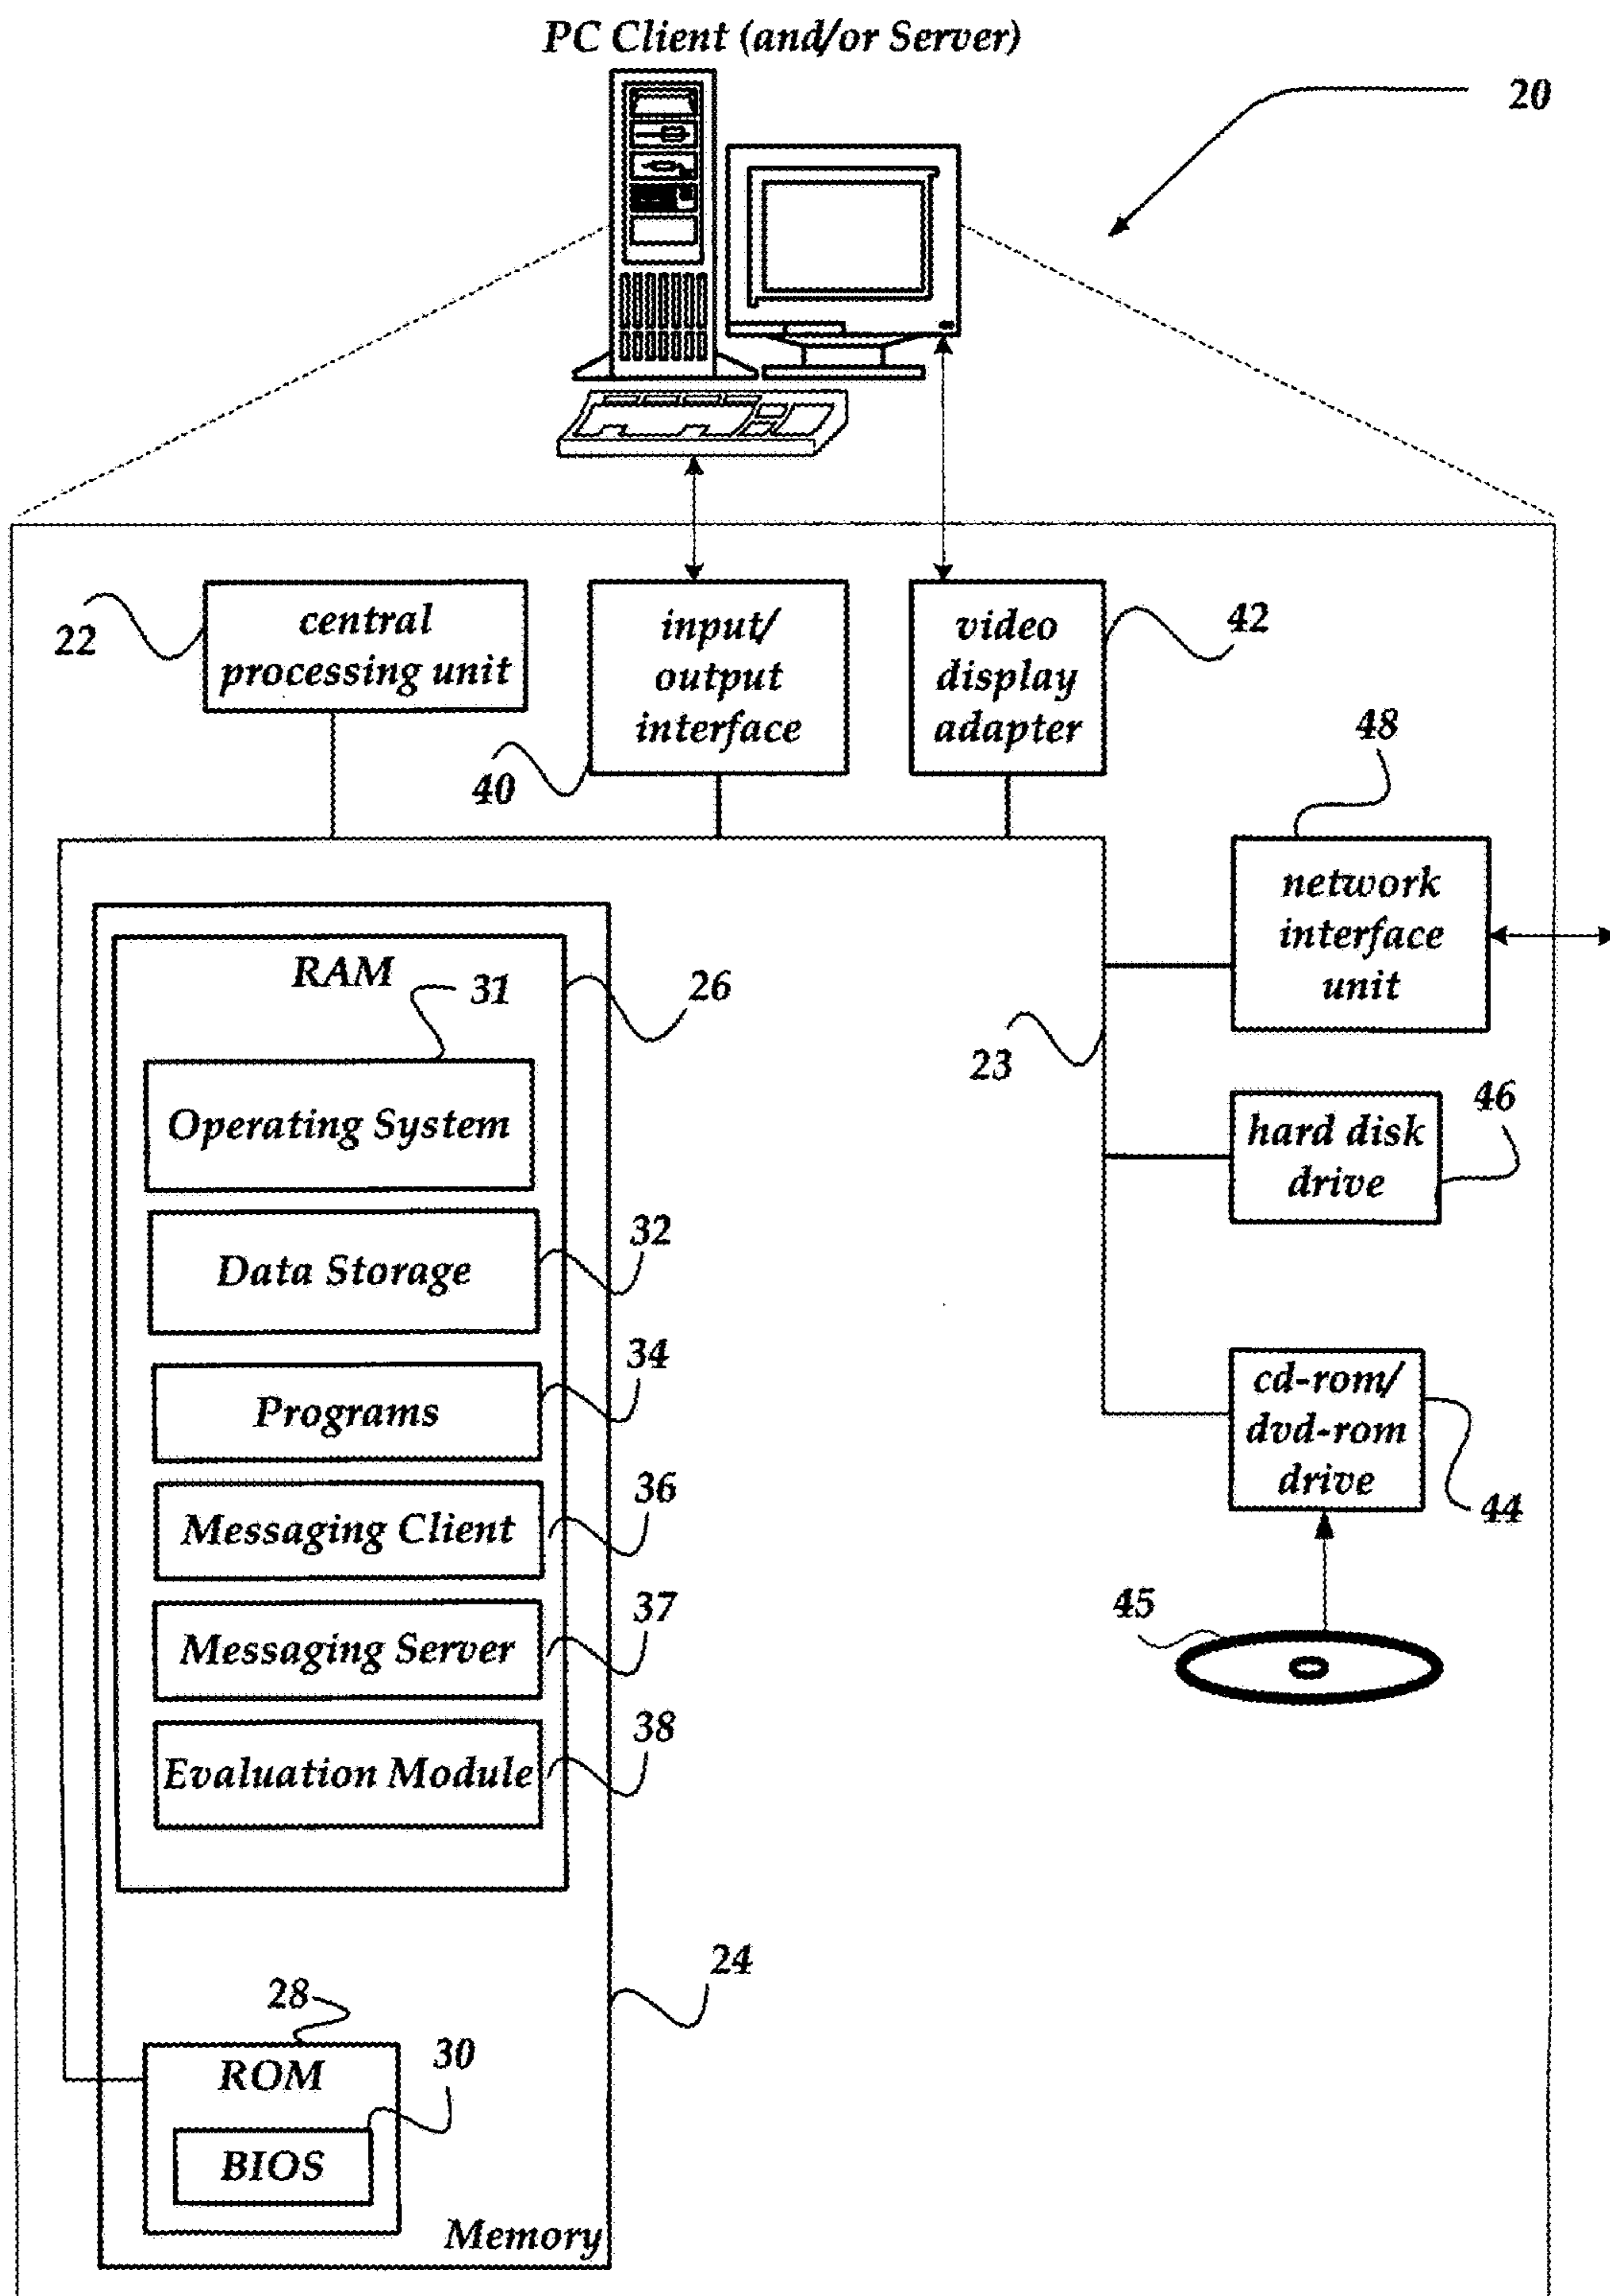 PC Client (and/or Server)
20
22
central
processing unit
input/
output
interface
40
video
display
adapter
42
48
network
interface
unit
RAM
31
26
23
Operating System
46
hard disk
drive
Data Storage
32
34
Programs
cd-rom/
dvd-rom
drive
44
Messaging Client
36
45
Messaging Server
37
Evaluation Module
38
24
28
ROM
30
BIOS
Memory